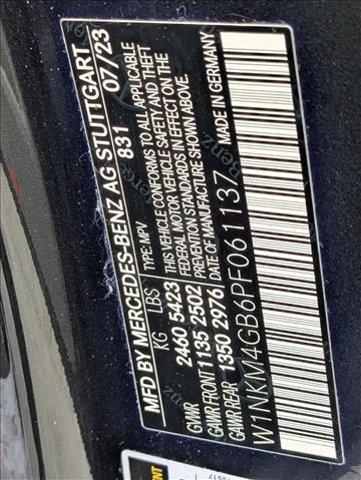 MFD BY MERCEDES-BENZ AG STUTTGART
831 07/23
KG LBS TYPE: MPV
GVWR 2460 5423
GAWR FRONT 1135 2502
GAWR REAR 1350 2976
THIS VEHICLE CONFORMS TO ALL APPLICABLE
FEDERAL MOTOR VEHICLE SAFETY AND THEFT
PREVENTION STANDARDS IN EFFECT ON THE
DATE OF MANUFACTURE SHOWN ABOVE.
W1NKM4GB6PF061137 MADE IN GERMANY